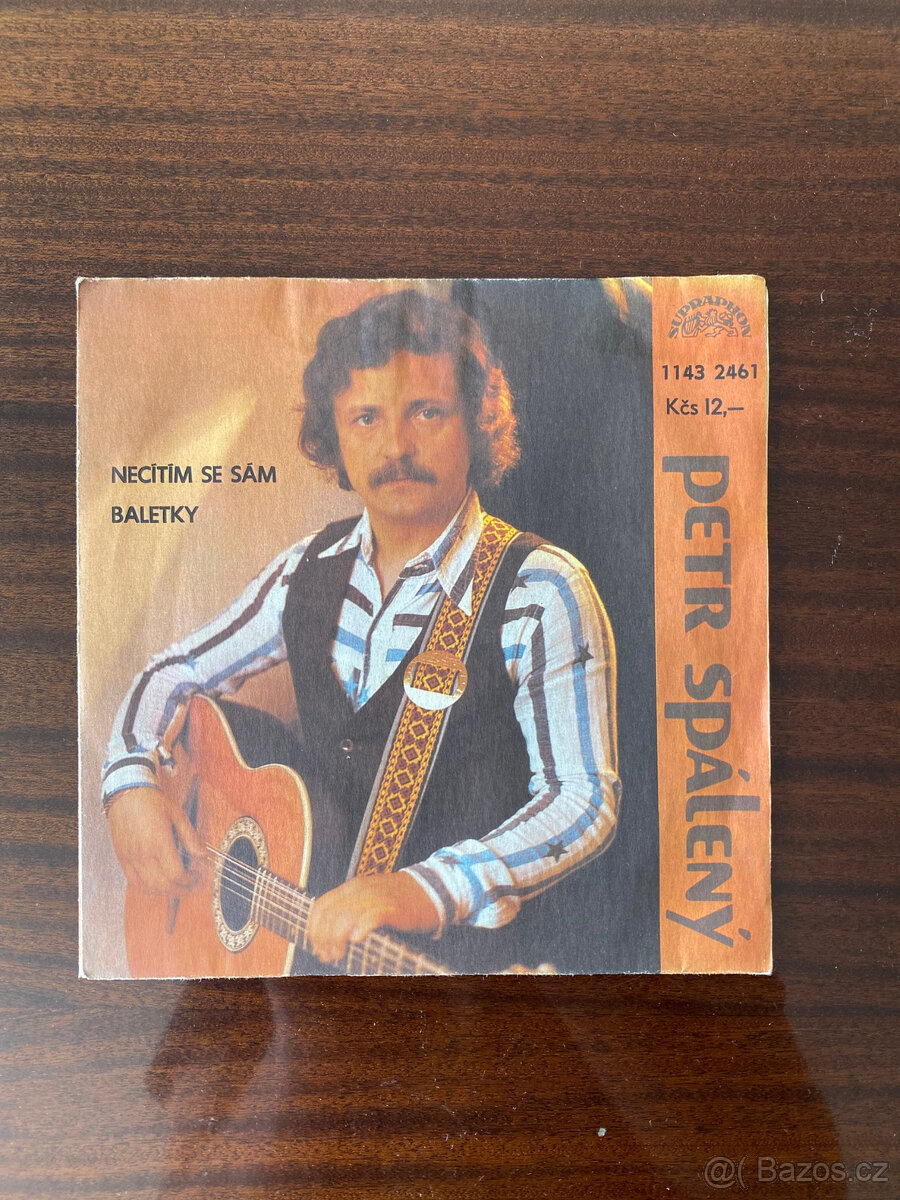 SUPRAPHON
1143 2461
Kčs 12,—
NECÍTÍM SE SÁM
BALETKY
PETR SPÁLENÝ
@( Bazos.cz